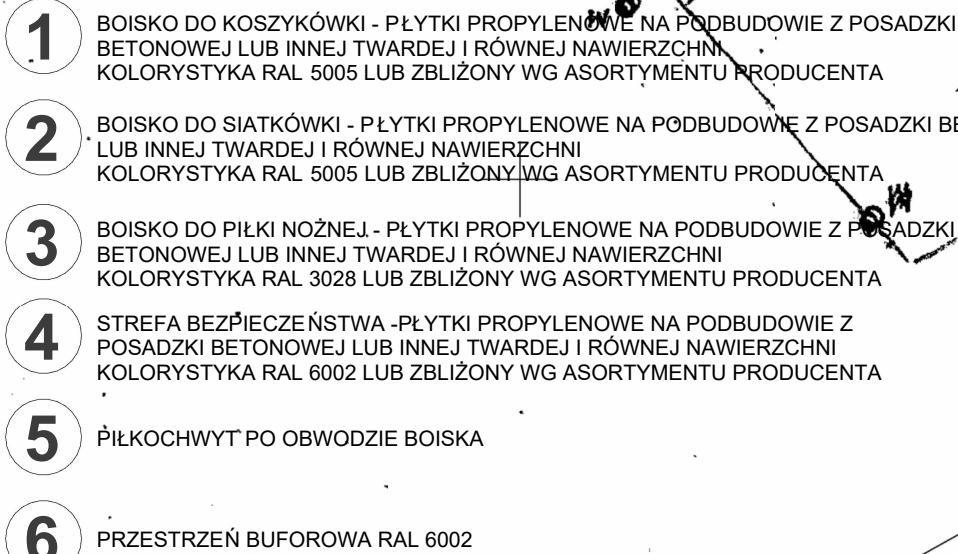 1
BOISKO DO KOSZYKÓWKI - PŁYTKI PROPYLENOWE NA PODBUDOWIE Z POSADZKI
BETONOWEJ LUB INNEJ TWARDEJ I RÓWNEJ NAWIERZCHNI
KOLORYSTYKA RAL 5005 LUB ZBLIŻONY WG ASORTYMENTU PRODUCENTA
2
BOISKO DO SIATKÓWKI - PŁYTKI PROPYLENOWE NA PODBUDOWIE Z POSADZKI BE
LUB INNEJ TWARDEJ I RÓWNEJ NAWIERZCHNI
KOLORYSTYKA RAL 5005 LUB ZBLIŻONY WG ASORTYMENTU PRODUCENTA
3
BOISKO DO PIŁKI NOŻNEJ - PŁYTKI PROPYLENOWE NA PODBUDOWIE Z POSADZKI
BETONOWEJ LUB INNEJ TWARDEJ I RÓWNEJ NAWIERZCHNI
KOLORYSTYKA RAL 3028 LUB ZBLIŻONY WG ASORTYMENTU PRODUCENTA
4
STREFA BEZPIECZEŃSTWA -PŁYTKI PROPYLENOWE NA PODBUDOWIE Z
POSADZKI BETONOWEJ LUB INNEJ TWARDEJ I RÓWNEJ NAWIERZCHNI
KOLORYSTYKA RAL 6002 LUB ZBLIŻONY WG ASORTYMENTU PRODUCENTA
5
PIŁKOCHWYT PO OBWODZIE BOISKA
6
PRZESTRZEŃ BUFOROWA RAL 6002